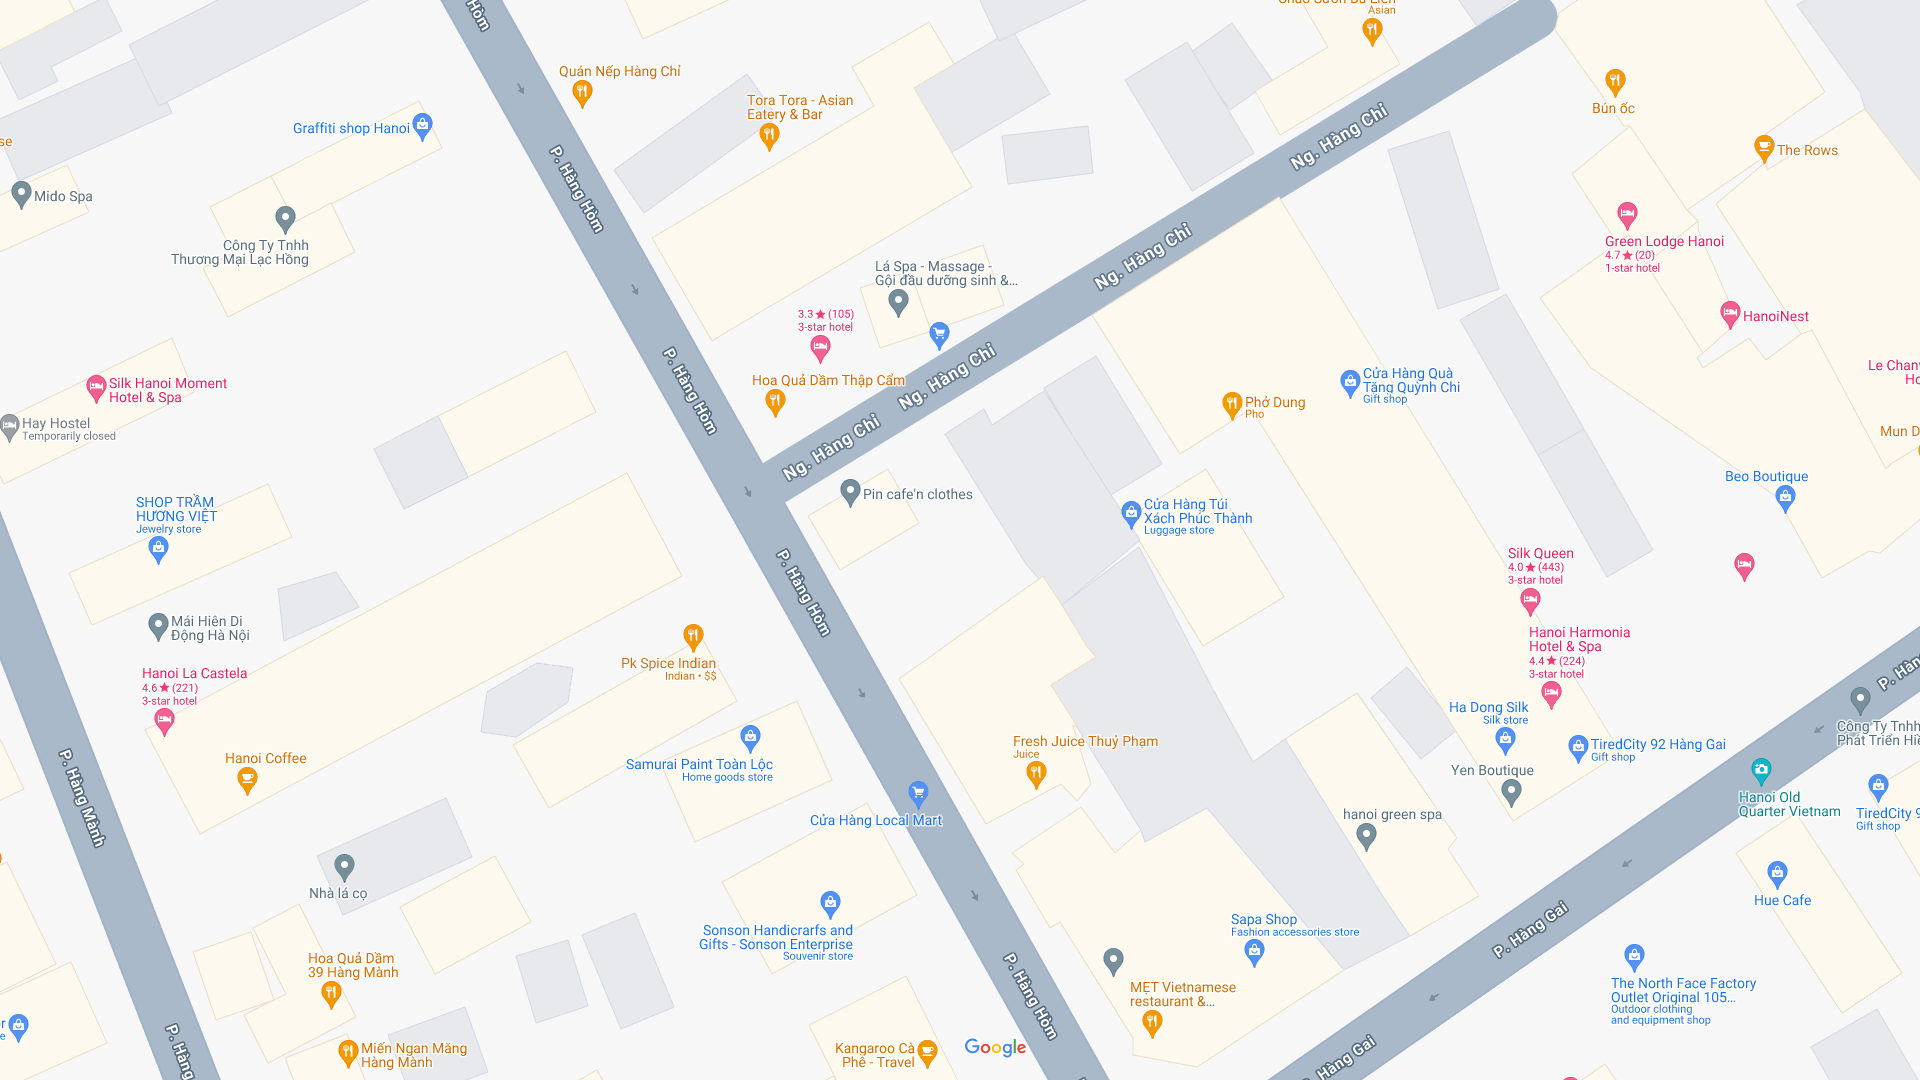 Hòm
Asian
Quán Nếp Hàng Chỉ
Tora Tora - Asian
Eatery & Bar
Graffiti shop Hanoi
Bún ốc
Ng. Hàng Chỉ
The Rows
se
Mido Spa
P. Hàng Hòm
Công Ty Tnhh
Thương Mại Lạc Hồng
Green Lodge Hanoi
4.7★(20)
1-star hotel
Ng. Hàng Chỉ
Lá Spa - Massage -
Gội đầu dưỡng sinh &...
3.3★(105)
3-star hotel
HanoiNest
P. Hàng Hòm
Ng. Hàng Chỉ
Hoa Quả Dầm Thập Cẩm
Silk Hanoi Moment
Hotel & Spa
Cửa Hàng Quà
Tặng Quỳnh Chi
Gift shop
Phở Dung
Pho
Hay Hostel
Temporarily closed
Ng. Hàng Chỉ
Mun D
Beo Boutique
Pin cafe'n clothes
SHOP TRẦM
HƯƠNG VIỆT
Jewelry store
Cửa Hàng Túi
Xách Phúc Thành
Luggage store
Silk Queen
4.0★(443)
3-star hotel
P. Hàng Hòm
Mái Hiên Di
Động Hà Nội
Hanoi Harmonia
Hotel & Spa
4.4★(224)
3-star hotel
Pk Spice Indian
Indian • $$
Hanoi La Castela
4.6★(221)
3-star hotel
P. Hàn
Ha Dong Silk
Silk store
Công Ty Tnhh
Phát Triển Hiề
Fresh Juice Thuỷ Phạm
Juice
TiredCity 92 Hàng Gai
Gift shop
Hanoi Coffee
Samurai Paint Toàn Lộc
Home goods store
Yen Boutique
P. Hàng Mành
Hanoi Old
Quarter Vietnam
TiredCity 9
Gift shop
hanoi green spa
Cửa Hàng Local Mart
Nhà lá cọ
Hue Cafe
Sapa Shop
Fashion accessories store
P. Hàng Gai
Sonson Handicrarfs and
Gifts - Sonson Enterprise
Souvenir store
Hoa Quả Dầm
39 Hàng Mành
MẸT Vietnamese
restaurant &...
The North Face Factory
Outlet Original 105...
Outdoor clothing
and equipment shop
P. Hàng Hòm
P. Hàng
Kangaroo Cà
Phê - Travel
Google
Miến Ngan Măng
Hàng Mành
Hàng Gai